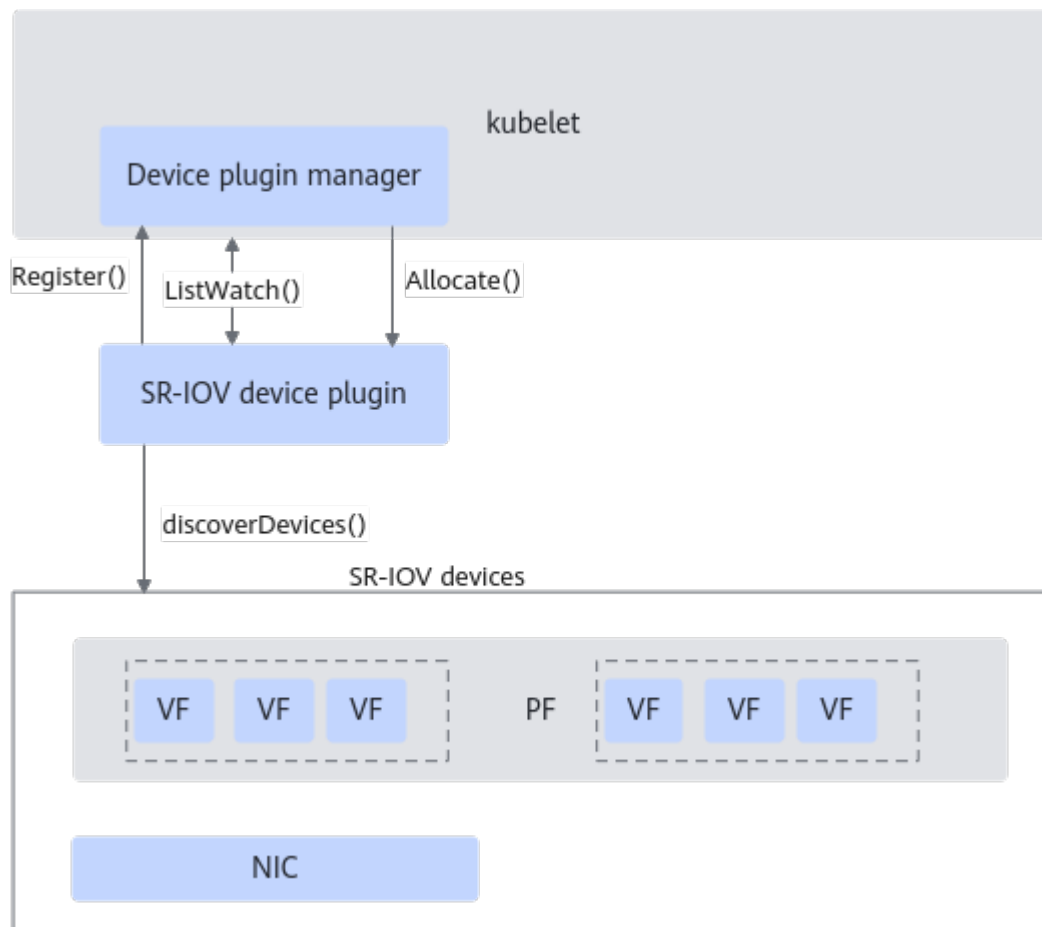 kubelet
Device plugin manager
Register()
ListWatch()
Allocate()
SR-IOV device plugin
discoverDevices()
SR-IOV devices
VF VF VF PF VF VF VF
NIC